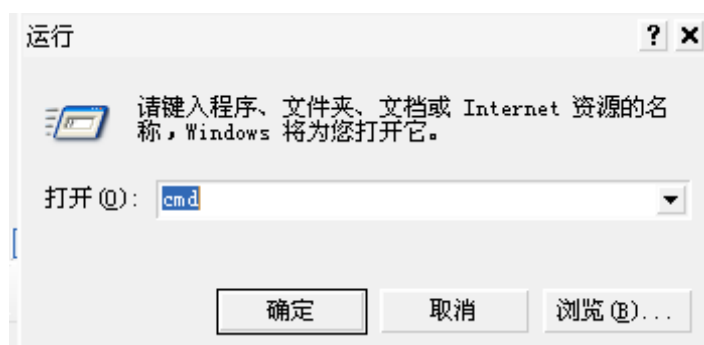 运行
? ×
请键入程序、文件夹、文档或 Internet 资源的名
称，Windows 将为您打开它。
打开(O): cmd
确定 取消 浏览(B)...